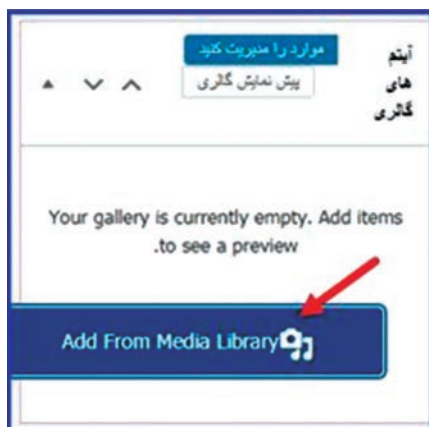 آیتم
های
گالری
موارد را مدیریت کنید
پیش نمایش گالری
Your gallery is currently empty. Add items
.to see a preview
Add From Media Library